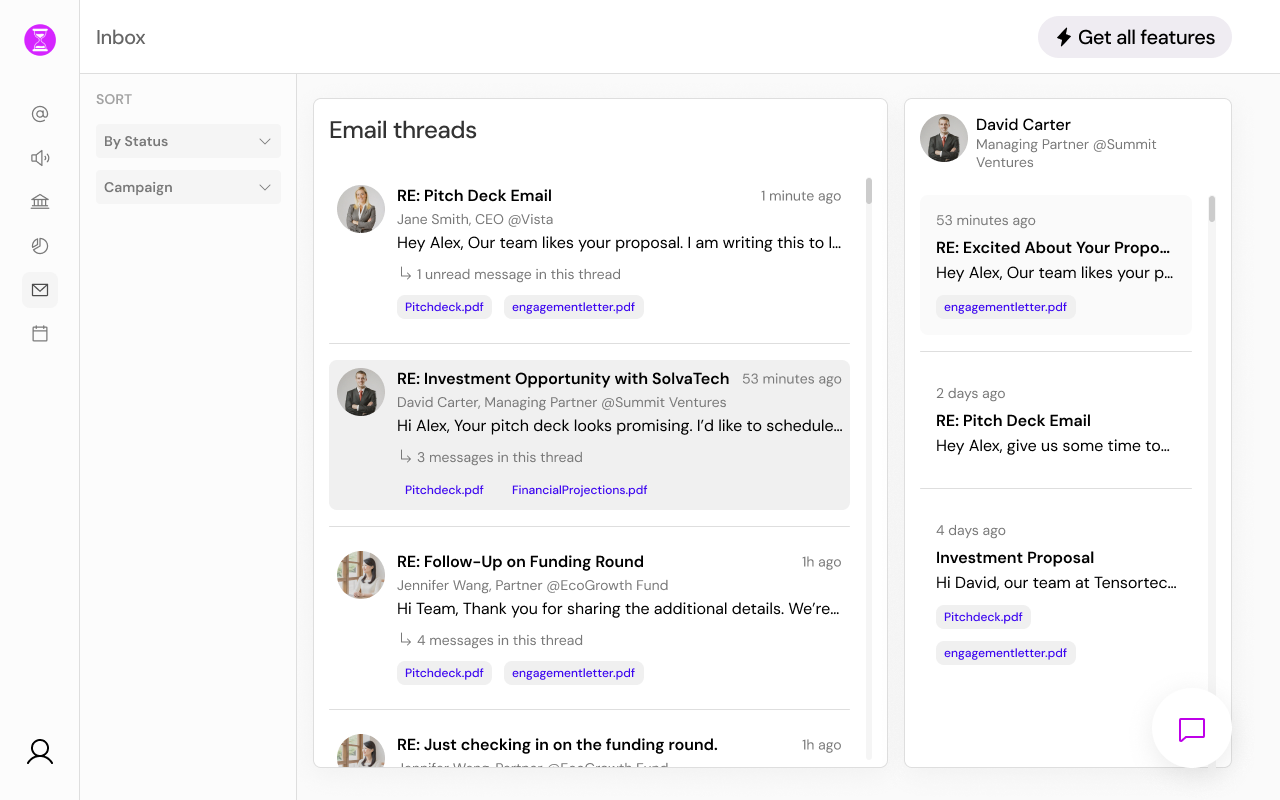 Inbox
Get all features
SORT
By Status
Campaign
Email threads
RE: Pitch Deck Email
1 minute ago
Jane Smith, CEO @Vista
Hey Alex, Our team likes your proposal. I am writing this to l...
1 unread message in this thread
Pitchdeck.pdf
engagementletter.pdf
RE: Investment Opportunity with SolvaTech
53 minutes ago
David Carter, Managing Partner @Summit Ventures
Hi Alex, Your pitch deck looks promising. I’d like to schedule...
3 messages in this thread
Pitchdeck.pdf
FinancialProjections.pdf
RE: Follow-Up on Funding Round
1h ago
Jennifer Wang, Partner @EcoGrowth Fund
Hi Team, Thank you for sharing the additional details. We’re...
4 messages in this thread
Pitchdeck.pdf
engagementletter.pdf
RE: Just checking in on the funding round.
1h ago
Jennifer Wang, Partner @EcoGrowth Fund
David Carter
Managing Partner @Summit
Ventures
53 minutes ago
RE: Excited About Your Propo...
Hey Alex, Our team likes your p...
engagementletter.pdf
2 days ago
RE: Pitch Deck Email
Hey Alex, give us some time to...
4 days ago
Investment Proposal
Hi David, our team at Tensortec...
Pitchdeck.pdf
engagementletter.pdf